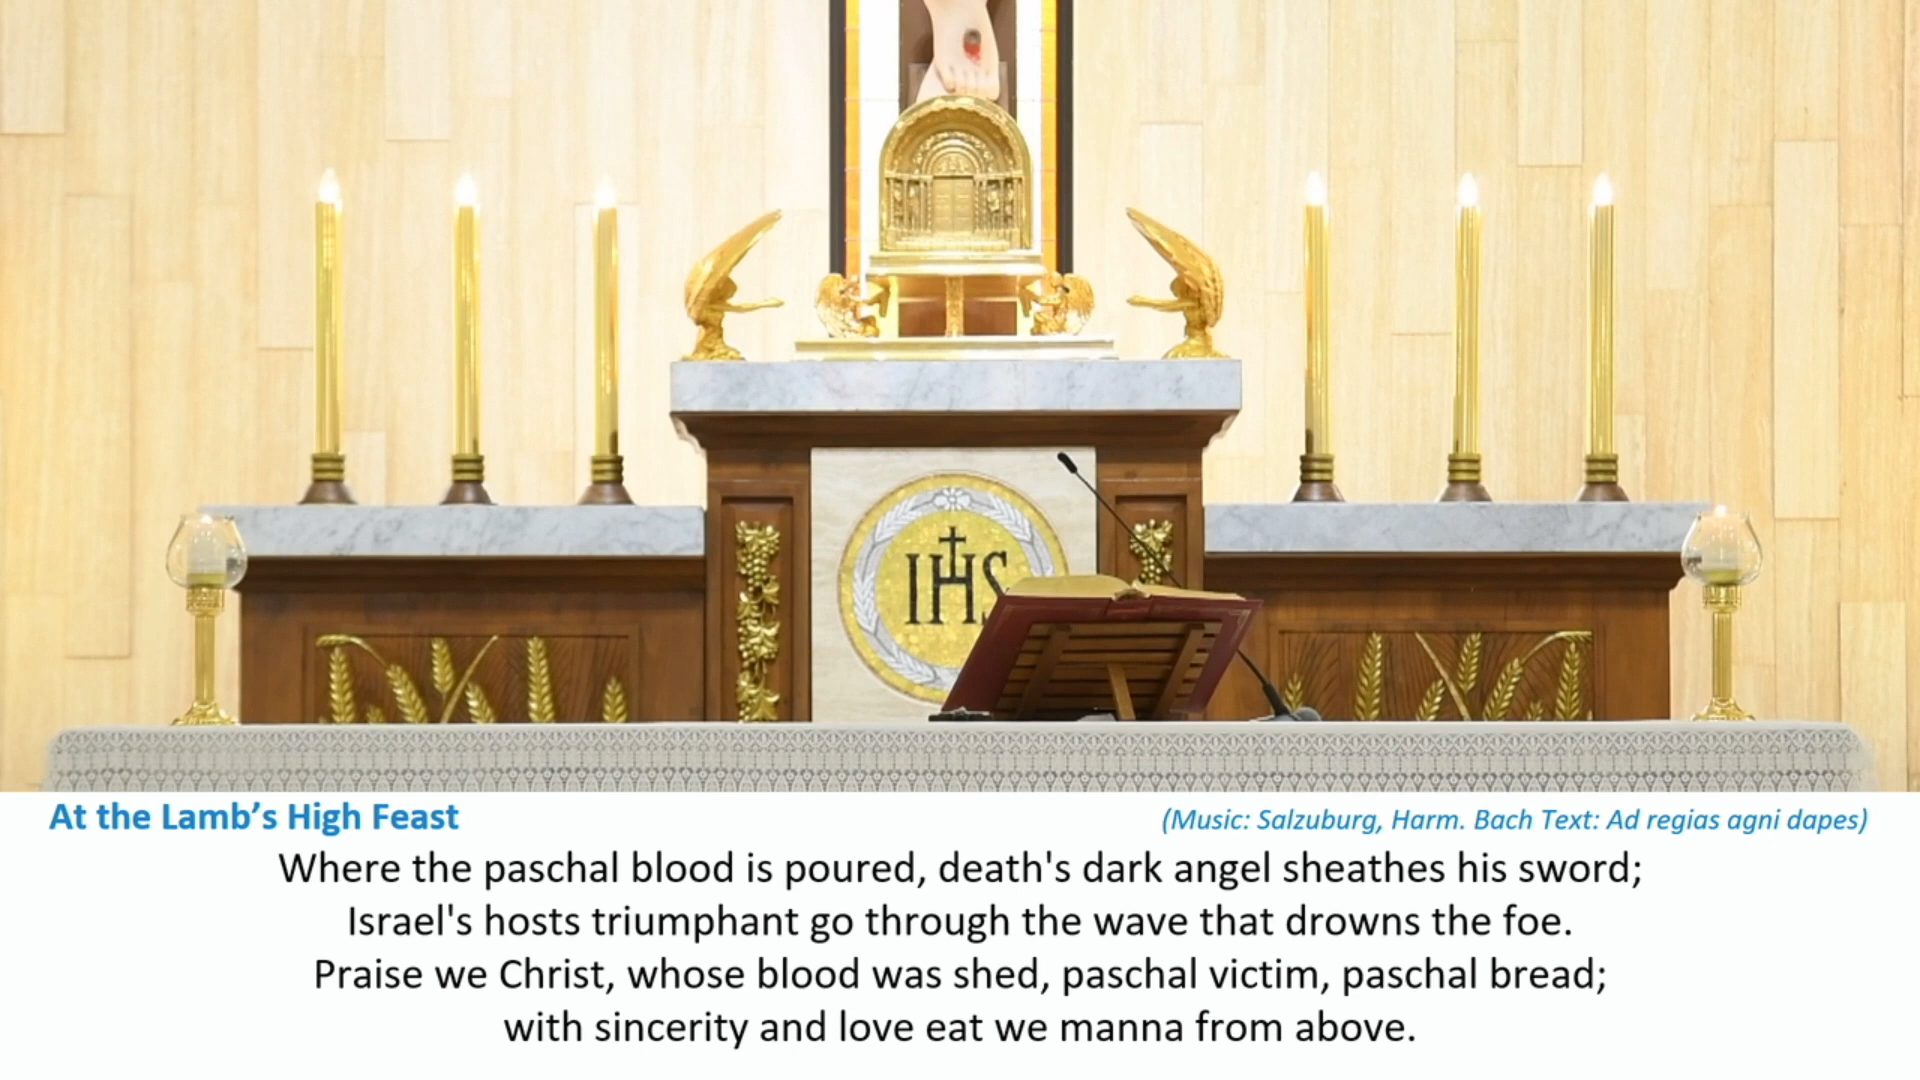 IHS
At the Lamb’s High Feast
(Music: Salzuburg, Harm. Bach Text: Ad regias agni dapes)
Where the paschal blood is poured, death's dark angel sheathes his sword;
Israel's hosts triumphant go through the wave that drowns the foe.
Praise we Christ, whose blood was shed, paschal victim, paschal bread;
with sincerity and love eat we manna from above.